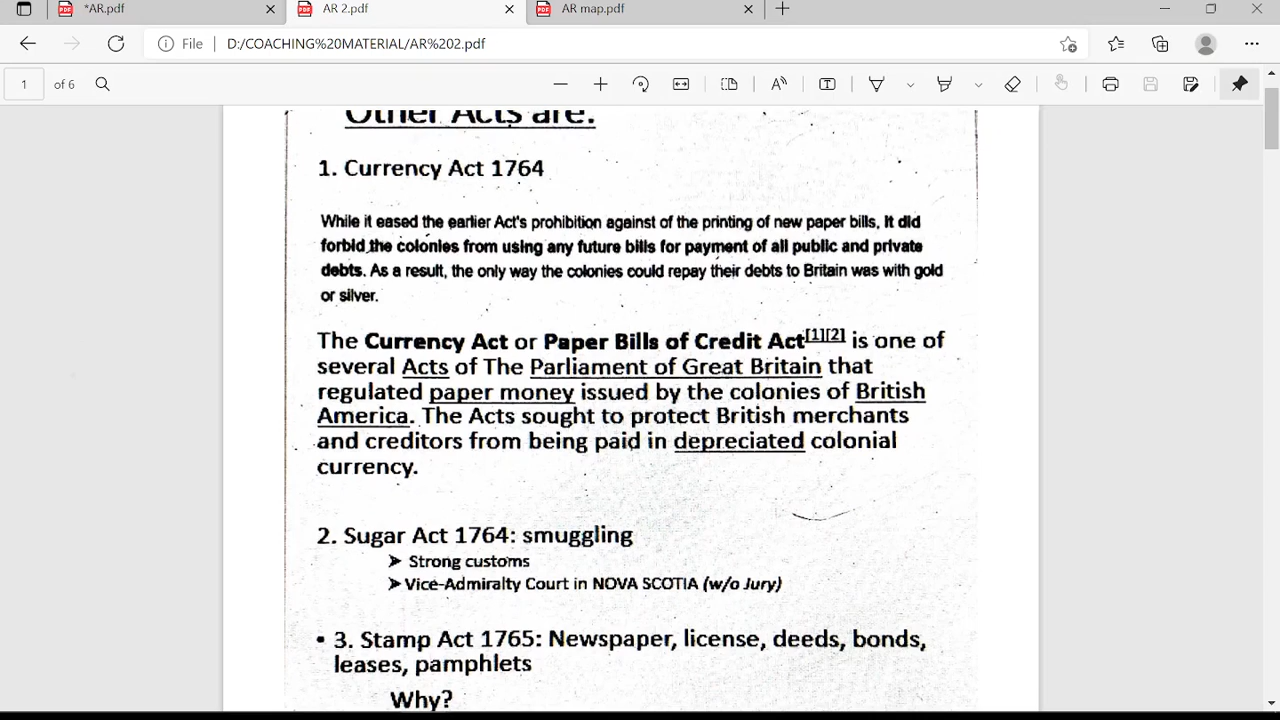 *AR.pdf
AR 2.pdf
AR map.pdf
File D:/COACHING%20MATERIAL/AR%202.pdf
1 of 6
Other Acts are:
1. Currency Act 1764
While it eased the earlier Act's prohibition against of the printing of new paper bills, it did
forbid the colonies from using any future bills for payment of all public and private
debts. As a result, the only way the colonies could repay their debts to Britain was with gold
or silver.
The Currency Act or Paper Bills of Credit Act[1][2] is one of
several Acts of The Parliament of Great Britain that
regulated paper money issued by the colonies of British
America. The Acts sought to protect British merchants
and creditors from being paid in depreciated colonial
currency.
2. Sugar Act 1764: smuggling
➤ Strong customs
➤ Vice-Admiralty Court in NOVA SCOTIA (w/o Jury)
• 3. Stamp Act 1765: Newspaper, license, deeds, bonds,
leases, pamphlets
Why?